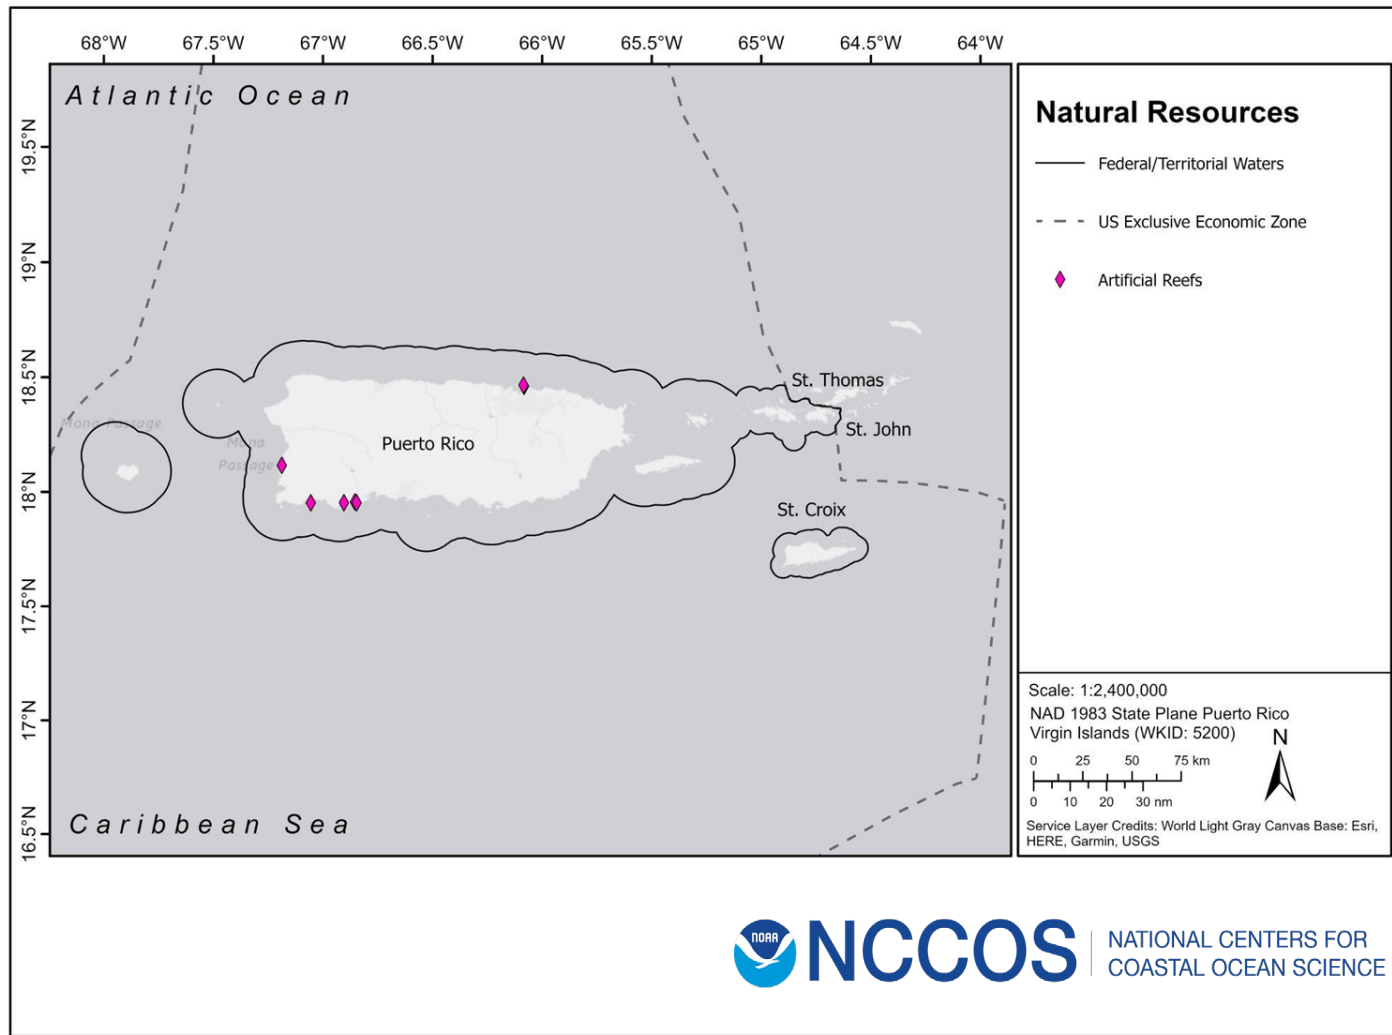 68°W 67.5°W 67°W 66.5°W 66°W 65.5°W 65°W 64.5°W 64°W
Atlantic Ocean
19.5°N
19°N
18.5°N
18°N
17.5°N
17°N
16.5°N
Mona Passage
Mona
Passage
Puerto Rico
St. Thomas
St. John
St. Croix
Caribbean Sea
Natural Resources
Federal/Territorial Waters
US Exclusive Economic Zone
Artificial Reefs
Scale: 1:2,400,000
NAD 1983 State Plane Puerto Rico
Virgin Islands (WKID: 5200)
N
0 25 50 75 km
0 10 20 30 nm
Service Layer Credits: World Light Gray Canvas Base: Esri,
HERE, Garmin, USGS
NOAA
NCCOS
NATIONAL CENTERS FOR
COASTAL OCEAN SCIENCE